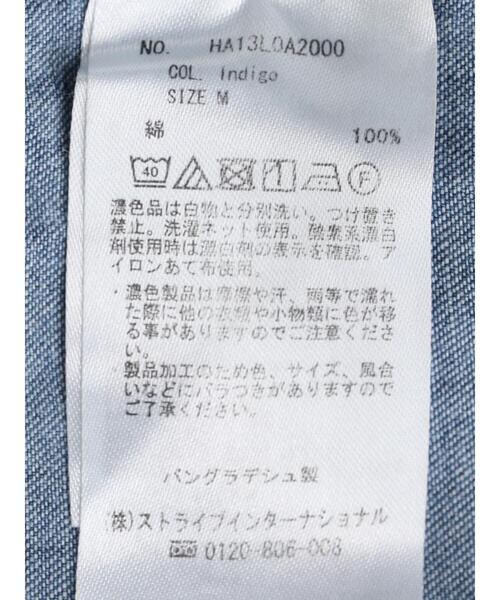 NO. HA13L0A2000
COL. Indigo
SIZE M
綿 100%
40 F
濃色品は白物と分別洗い。つけ置き
禁止。洗濯ネット使用。酸素系漂白
剤使用時は漂白剤の表示を確認。ア
イロンあて布使用。
・濃色製品は摩擦や汗、雨等で濡れ
た際に他の衣類や小物類に色が移
る事がありますのでご注意くださ
い。
・製品加工のため色、サイズ、風合
いなどにバラつきがありますので
ご了承ください。
バングラデシュ製
(株)ストライプインターナショナル
0120-806-008